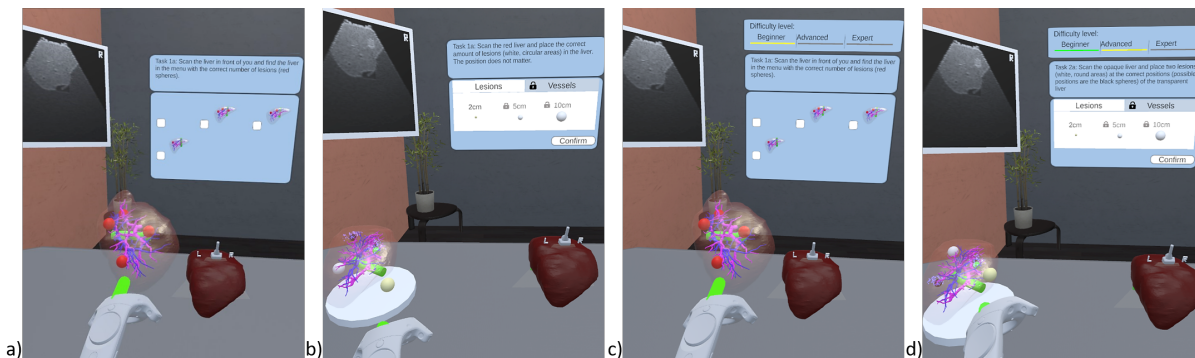 a)
R
Task 1a: Scan the liver in front of you and find the liver
in the menu with the correct number of lesions (red
spheres).
L R
b)
R
Task 1a: Scan the red liver and place the correct
amount of lesions (white, circular areas) in the liver.
The position does not matter.
Lesions Vessels
2cm 5cm 10cm
Confirm
L R
c)
R
Difficulty level:
Beginner Advanced Expert
Task 1a: Scan the liver in front of you and find the liver
in the menu with the correct number of lesions (red
spheres).
L R
d)
R
Difficulty level:
Beginner Advanced Expert
Task 2a: Scan the opaque liver and place two lesions
(white, round areas) at the correct positions (possible
positions are the black spheres) of the transparent
liver
Lesions Vessels
2cm 5cm 10cm
Confirm
L R